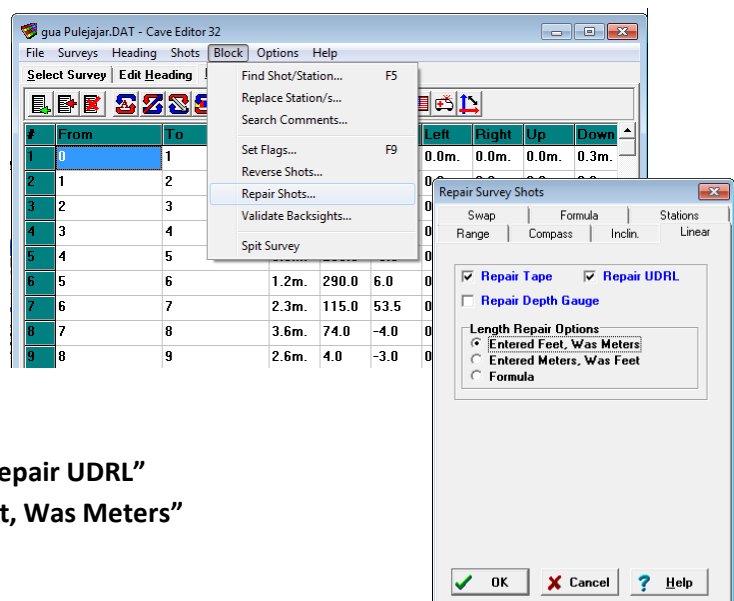 gua Pulejajar.DAT - Cave Editor 32
File Surveys Heading Shots Block Options Help
Select Survey Edit Heading
Find Shot/Station... F5
Replace Station/s...
Search Comments...
Set Flags... F9
Reverse Shots...
Repair Shots...
Validate Backsights...
Spit Survey
# From To Left Right Up Down
1 0 1 0.0m. 0.0m. 0.0m. 0.3m.
2 1 2
3 2 3
4 3 4
5 4 5
6 5 6 1.2m. 290.0 6.0
7 6 7 2.3m. 115.0 53.5
8 7 8 3.6m. 74.0 -4.0
9 8 9 2.6m. 4.0 -3.0
Repair Survey Shots
Swap Formula Stations
Range Compass Inclin. Linear
Repair Tape Repair UDRL
Repair Depth Gauge
Length Repair Options
Entered Feet, Was Meters
Entered Meters, Was Feet
Formula
OK Cancel Help
epair UDRL”
t, Was Meters”